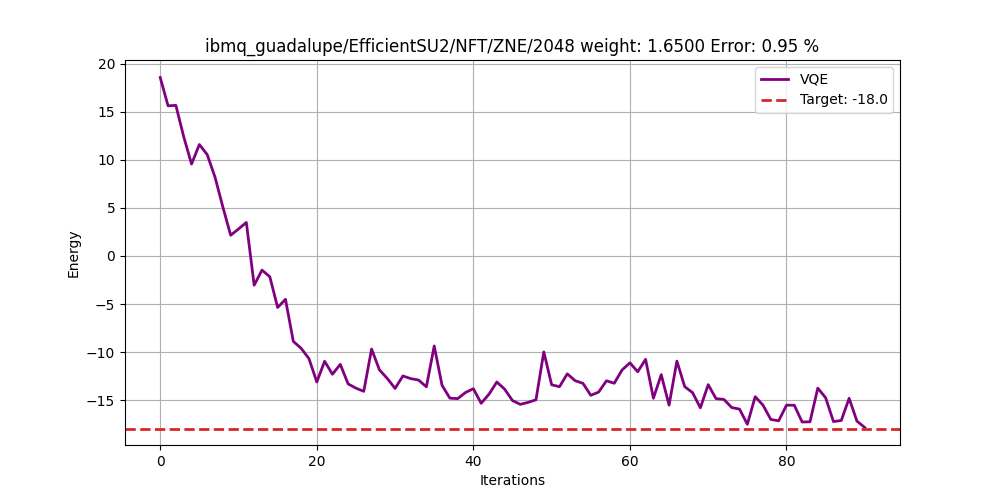 ibmq_guadalupe/EfficientSU2/NFT/ZNE/2048 weight: 1.6500 Error: 0.95 %
VQE
Target: -18.0
Energy
20
15
10
5
0
−5
−10
−15
0 20 40 60 80
Iterations